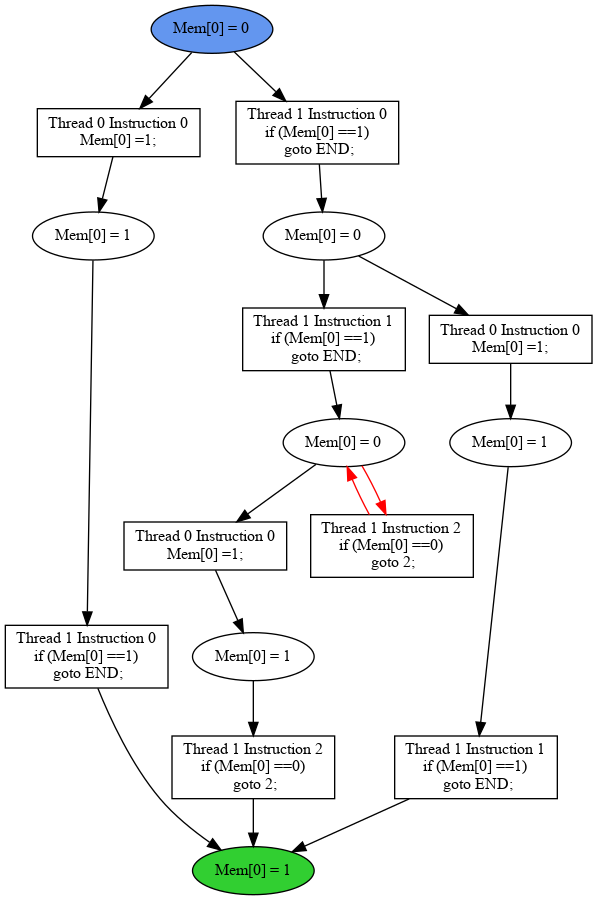 Mem[0] = 0
Thread 0 Instruction 0
Mem[0] =1;
Thread 1 Instruction 0
if (Mem[0] ==1)
goto END;
Mem[0] = 1
Mem[0] = 0
Thread 1 Instruction 1
if (Mem[0] ==1)
goto END;
Thread 0 Instruction 0
Mem[0] =1;
Mem[0] = 0
Mem[0] = 1
Thread 0 Instruction 0
Mem[0] =1;
Thread 1 Instruction 2
if (Mem[0] ==0)
goto 2;
Thread 1 Instruction 0
if (Mem[0] ==1)
goto END;
Mem[0] = 1
Thread 1 Instruction 2
if (Mem[0] ==0)
goto 2;
Thread 1 Instruction 1
if (Mem[0] ==1)
goto END;
Mem[0] = 1